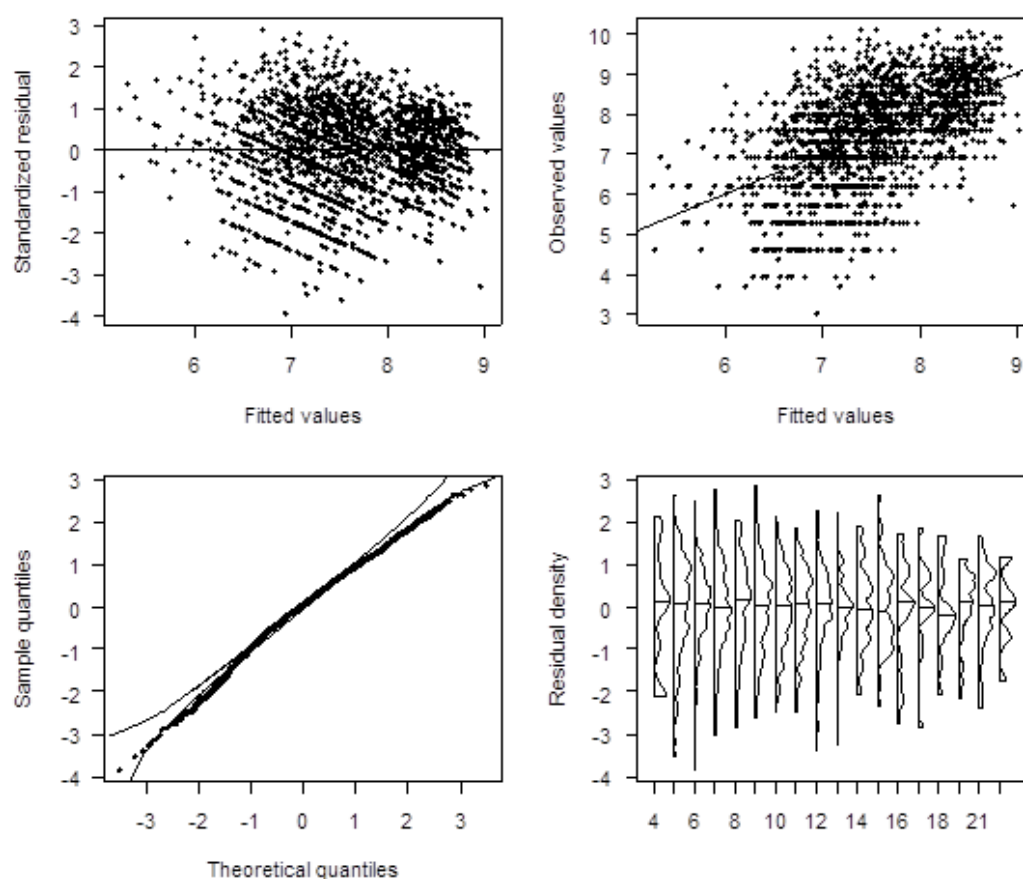 Standardized residual
3
2
1
0
-1
-2
-3
-4
6 7 8 9
Fitted values
Observed values
10
9
8
7
6
5
4
3
6 7 8 9
Fitted values
Sample quantiles
3
2
1
0
-1
-2
-3
-4
-3 -2 -1 0 1 2 3
Theoretical quantiles
Residual density
3
2
1
0
-1
-2
-3
-4
4 6 8 10 12 14 16 18 21